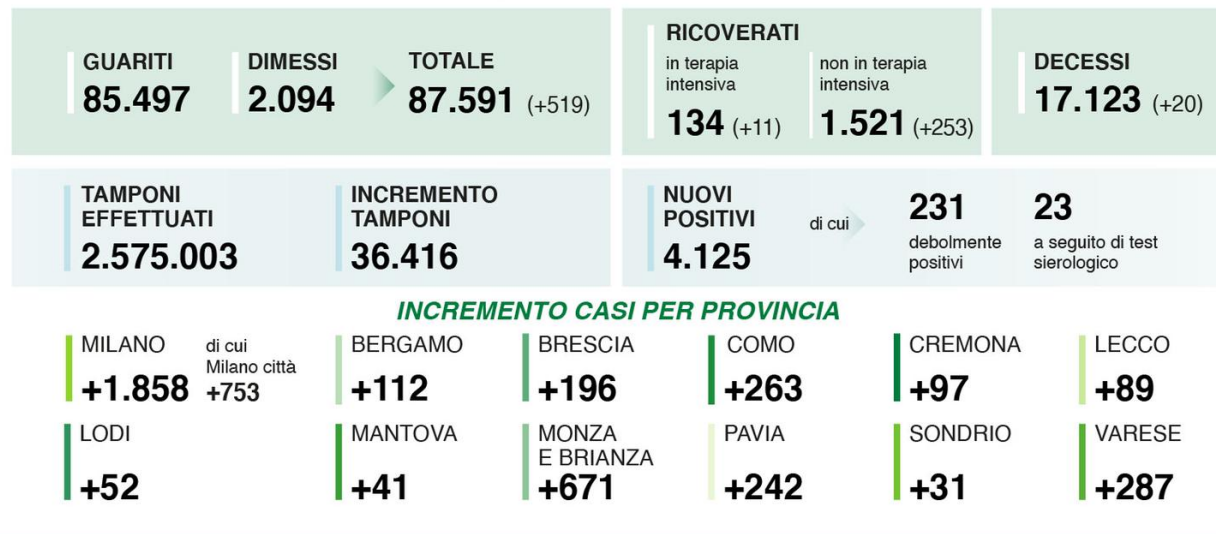 GUARITI
85.497
DIMESSI
2.094
TOTALE
87.591 (+519)
RICOVERATI
in terapia
intensiva
134 (+11)
non in terapia
intensiva
1.521 (+253)
DECESSI
17.123 (+20)
TAMPONI
EFFETTUATI
2.575.003
INCREMENTO
TAMPONI
36.416
NUOVI
POSITIVI
4.125
di cui
231
debolmente
positivi
23
a seguito di test
sierologico
INCREMENTO CASI PER PROVINCIA
MILANO
+1.858
di cui
Milano città
+753
BERGAMO
+112
BRESCIA
+196
COMO
+263
CREMONA
+97
LECCO
+89
LODI
+52
MANTOVA
+41
MONZA
E BRIANZA
+671
PAVIA
+242
SONDRIO
+31
VARESE
+287